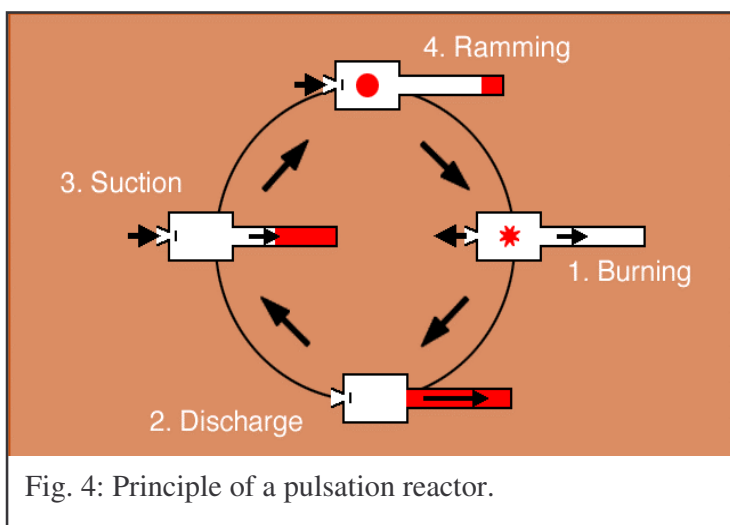 4. Ramming
3. Suction
1. Burning
2. Discharge
Fig. 4: Principle of a pulsation reactor.